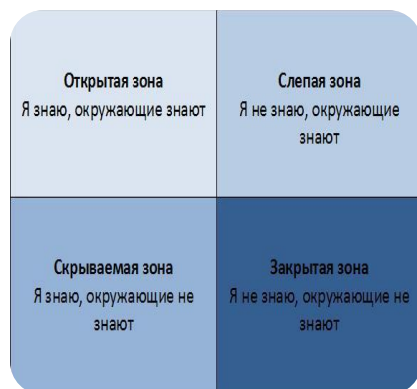 Открытая зона
Я знаю, окружающие знают
Слепая зона
Я не знаю, окружающие
знают
Скрываемая зона
Я знаю, окружающие не
знают
Закрытая зона
Я не знаю, окружающие не
знают